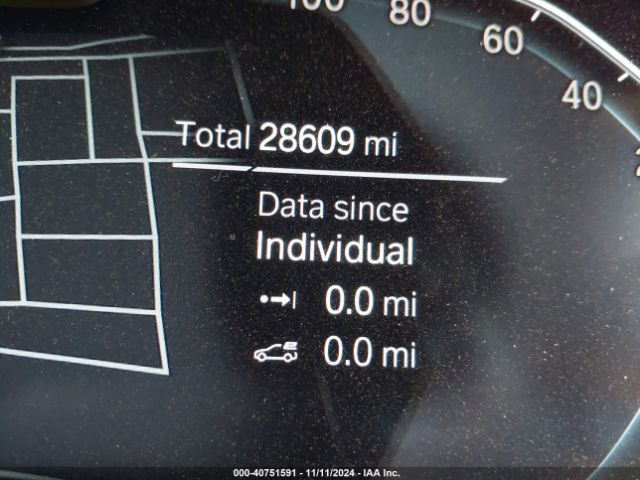 100 80
60
40
Total 28609 mi
Data since
Individual
0.0 mi
0.0 mi
000-40751591 - 11/11/2024 - IAA Inc.